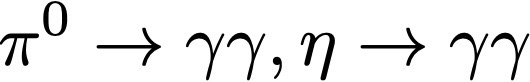 π⁰ → γγ, η → γγ